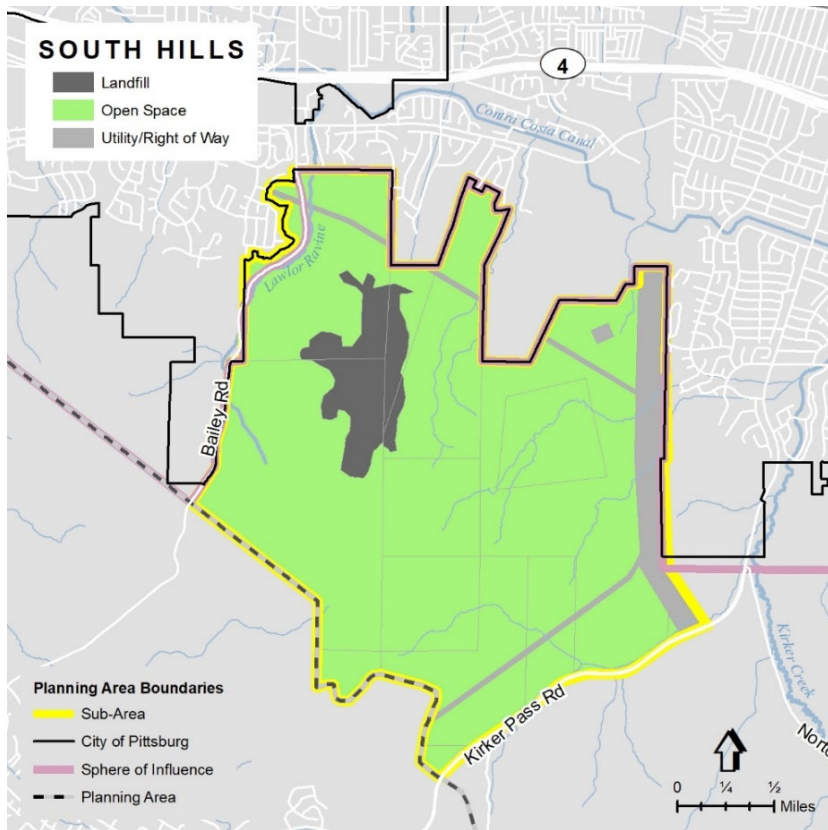 SOUTH HILLS
Landfill
Open Space
Utility/Right of Way
4
Contra Costa Canal
Lawlor Ravine
Bailey Rd
Kirker Pass Rd
Kirker Creek
Norto
Planning Area Boundaries
Sub-Area
City of Pittsburg
Sphere of Influence
Planning Area
0 ¼ ½
Miles